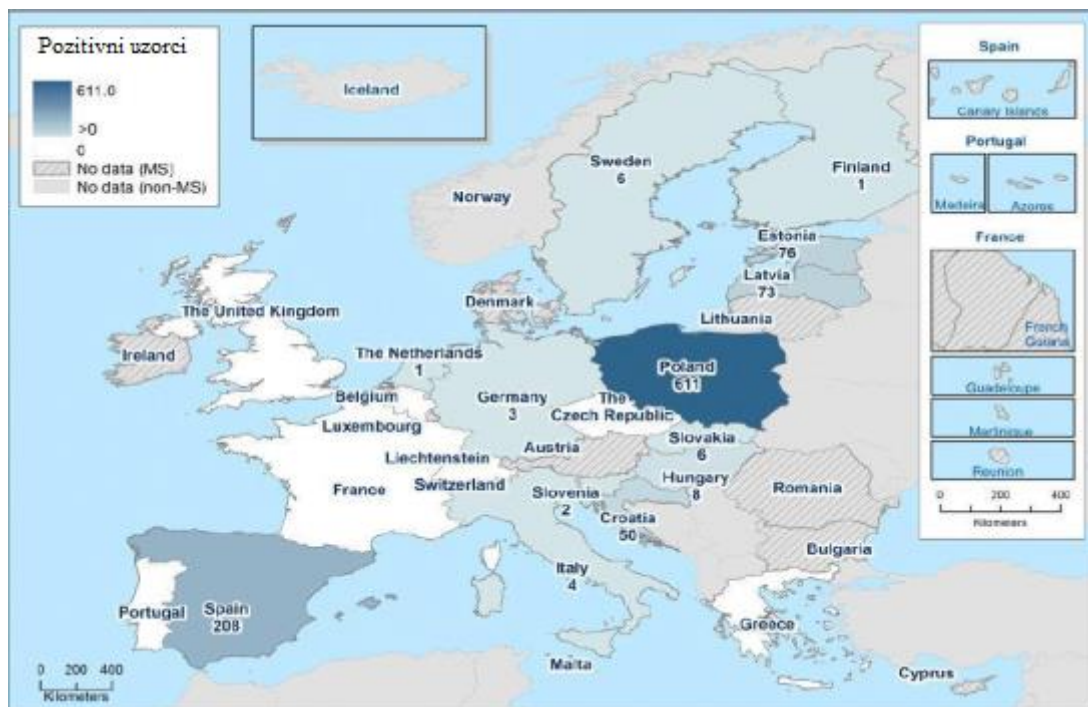 Pozitivni uzorci
611.0
>0
0
No data (MS)
No data (non-MS)
Iceland
Norway
Sweden
6
Finland
1
Estonia
76
Latvia
73
Lithuania
Denmark
The United Kingdom
Ireland
The Netherlands
1
Belgium
Luxembourg
Germany
3
Poland
611
The
Czech Republic
Slovakia
6
Austria
Liechtenstein
Switzerland
France
Hungary
8
Slovenia
2
Croatia
50
Romania
Bulgaria
Italy
4
Portugal
Spain
208
Greece
Malta
Cyprus
0 200 400
Kilometers
Spain
Canary Islands
Portugal
Madeira
Azoros
France
French
Guiana
Guadeloupe
Martinique
Reunion
0 200 400
Kilometers